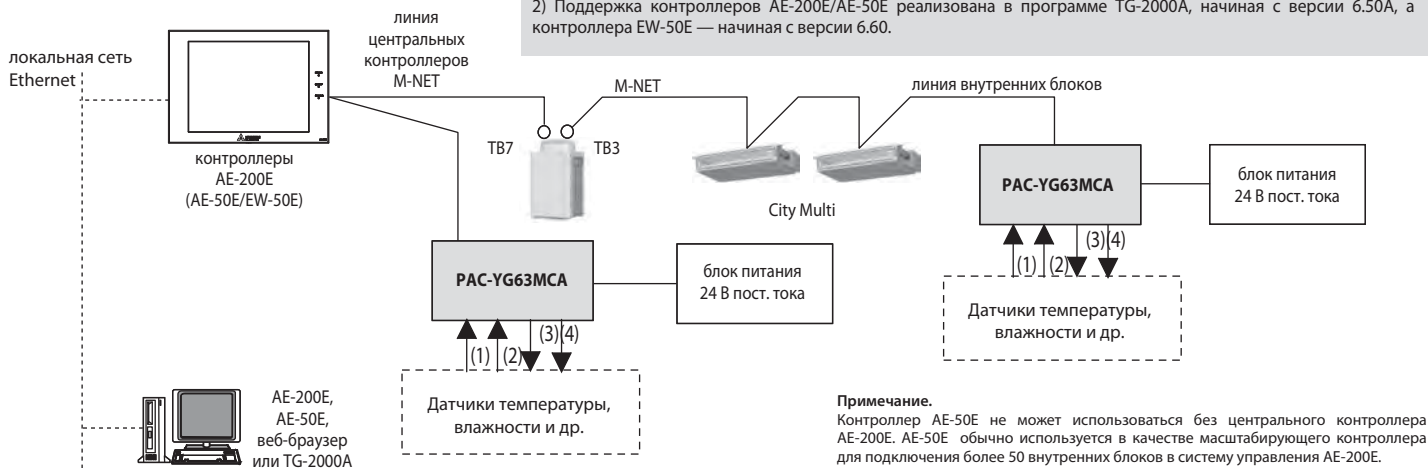 2) Поддержка контроллеров AE-200E/AE-50E реализована в программе TG-2000A, начиная с версии 6.50A, а
контроллера EW-50E — начиная с версии 6.60.
локальная сеть
Ethernet
линия
центральных
контроллеров
M-NET
контроллеры
AE-200E
(AE-50E/EW-50E)
TB7
TB3
M-NET
линия внутренних блоков
City Multi
PAC-YG63MCA
блок питания
24 В пост. тока
(1)
(2)
(3)
(4)
Датчики температуры,
влажности и др.
PAC-YG63MCA
блок питания
24 В пост. тока
(1)
(2)
(3)
(4)
Датчики температуры,
влажности и др.
AE-200E,
AE-50E,
веб-браузер
или TG-2000A
Примечание.
Контроллер AE-50E не может использоваться без центрального контроллера
AE-200E. AE-50E обычно используется в качестве масштабирующего контроллера
для подключения более 50 внутренних блоков в систему управления AE-200E.